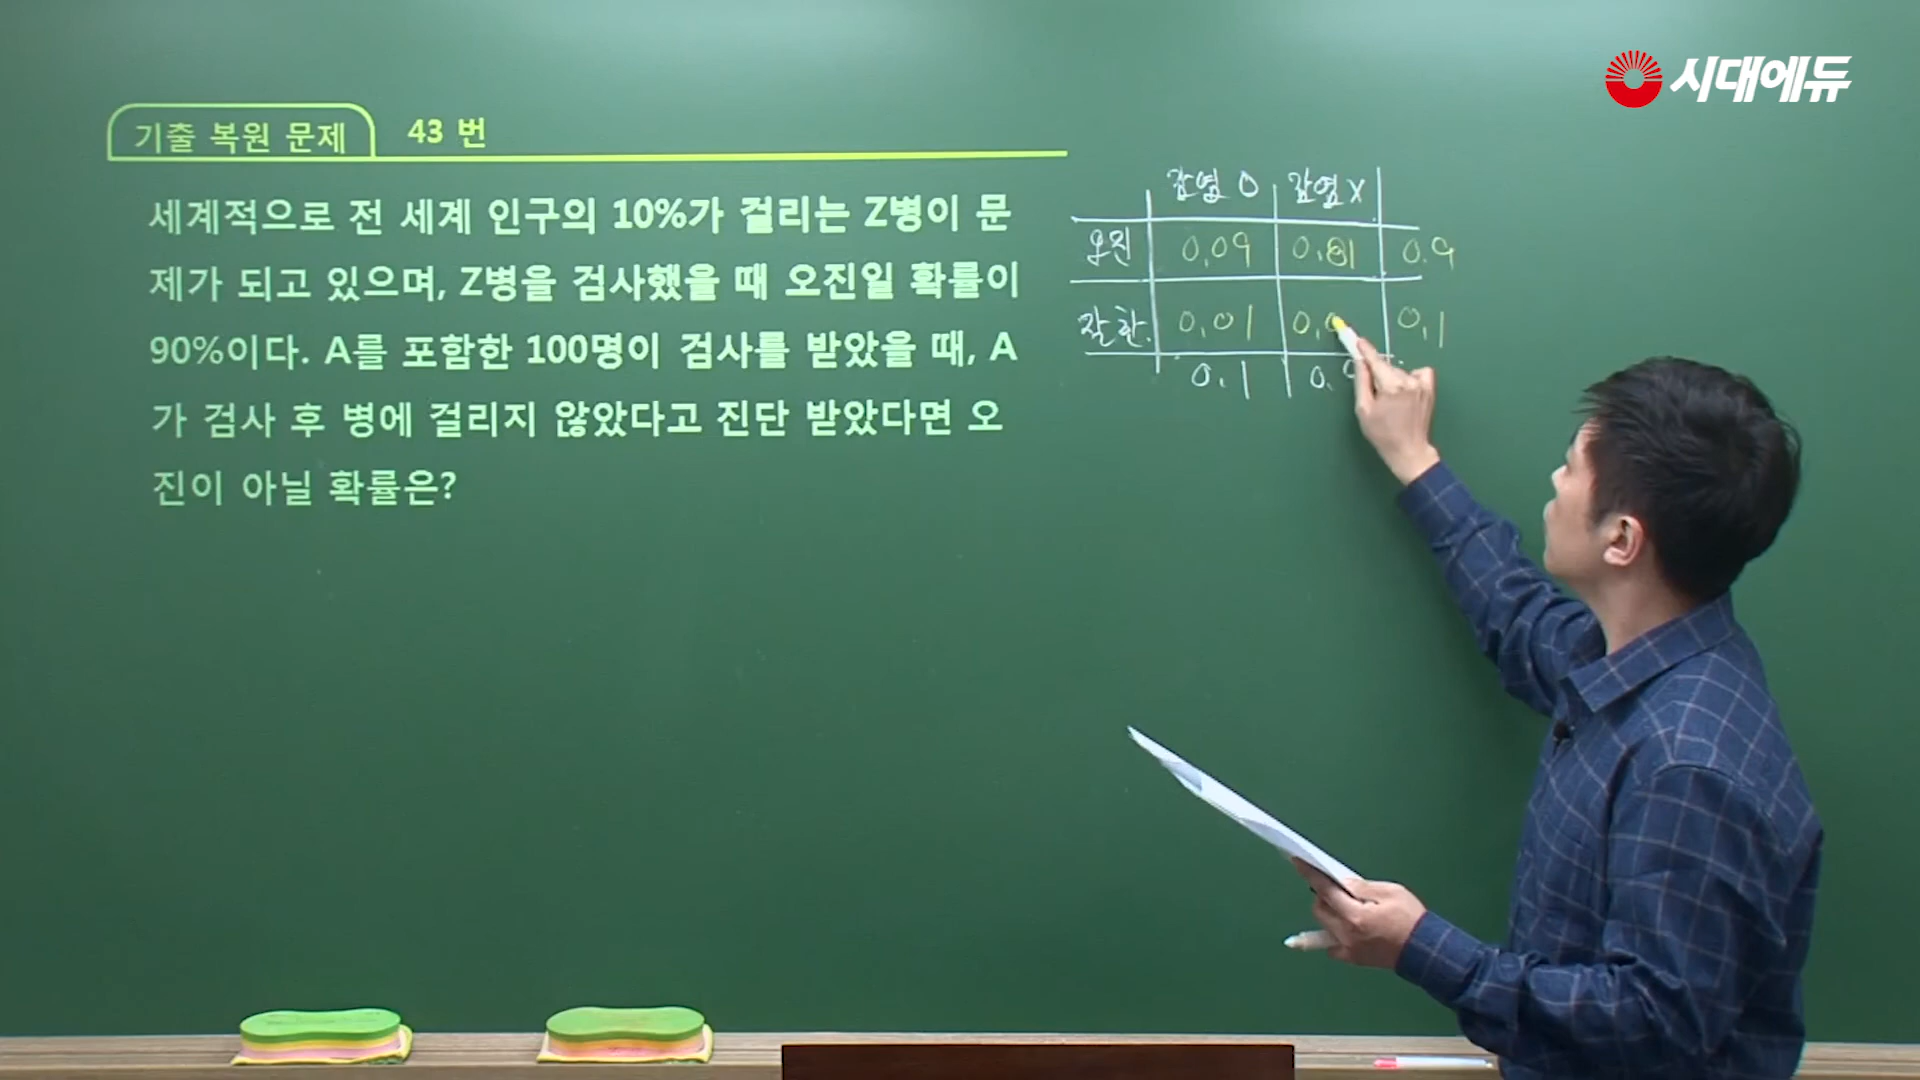 시대에듀
기출 복원 문제 43 번
세계적으로 전 세계 인구의 10%가 걸리는 Z병이 문
제가 되고 있으며, Z병을 검사했을 때 오진일 확률이
90%이다. A를 포함한 100명이 검사를 받았을 때, A
가 검사 후 병에 걸리지 않았다고 진단 받았다면 오
진이 아닐 확률은?
감염 O 감염 X
오진 0.09 0.81 0.9
잘한. 0.01 0.0 0.1
0.1 0.9